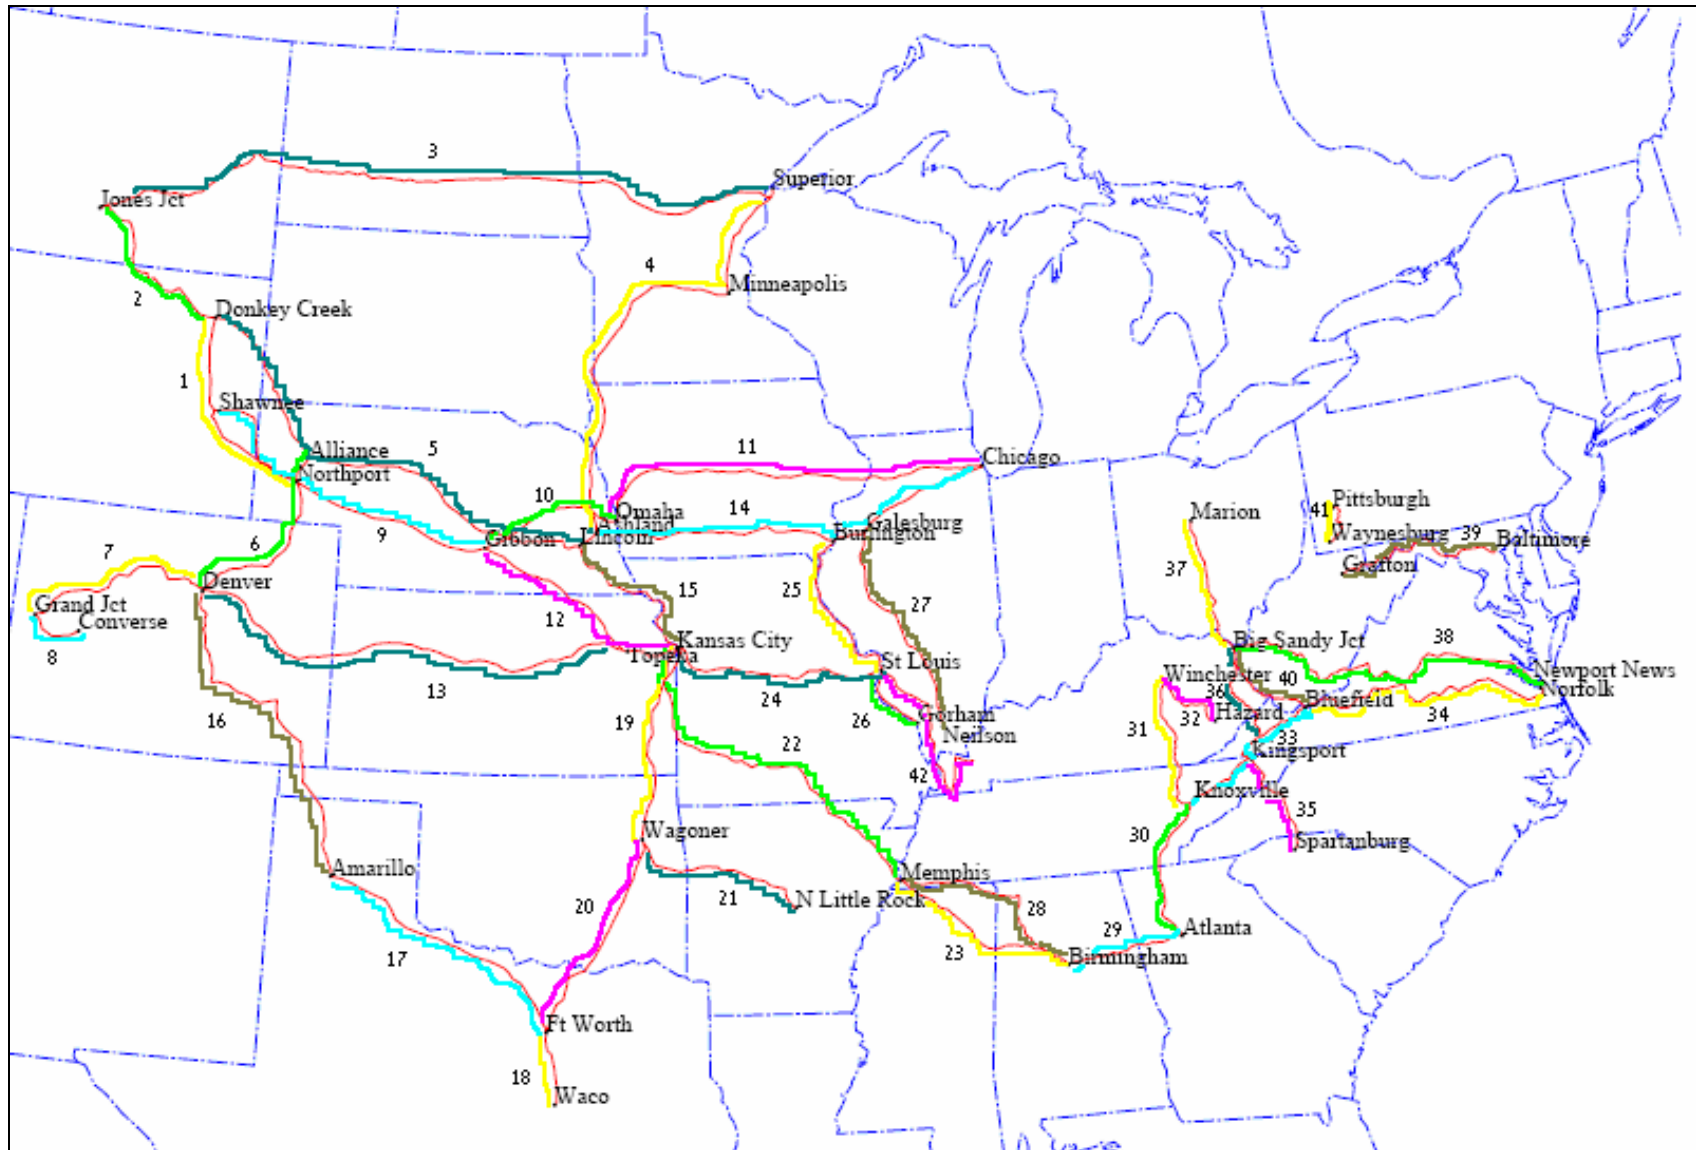 3
Superior
Jones Jct
4
Minneapolis
2
Donkey Creek
1
Shawnee
Alliance
5
11
Chicago
Northport
10
Omaha
14
Ashland
Galesburg
Burlington
Marion
Pittsburgh
41
Waynesburg
39
Baltimore
Grafton
9
Gibbon
Lincoln
7
6
Denver
Grand Jct
Converse
8
15
25
27
37
12
Kansas City
Topeka
St Louis
Big Sandy Jct
38
Newport News
Norfolk
Winchester
40
36
Bluefield
13
24
26
Gorham
Neilson
32
Hazard
34
33
Kingsport
16
19
22
31
42
Knoxville
35
30
Spartanburg
Wagoner
Amarillo
Memphis
20
21
N Little Rock
28
29
Atlanta
17
23
Birmingham
Ft Worth
18
Waco